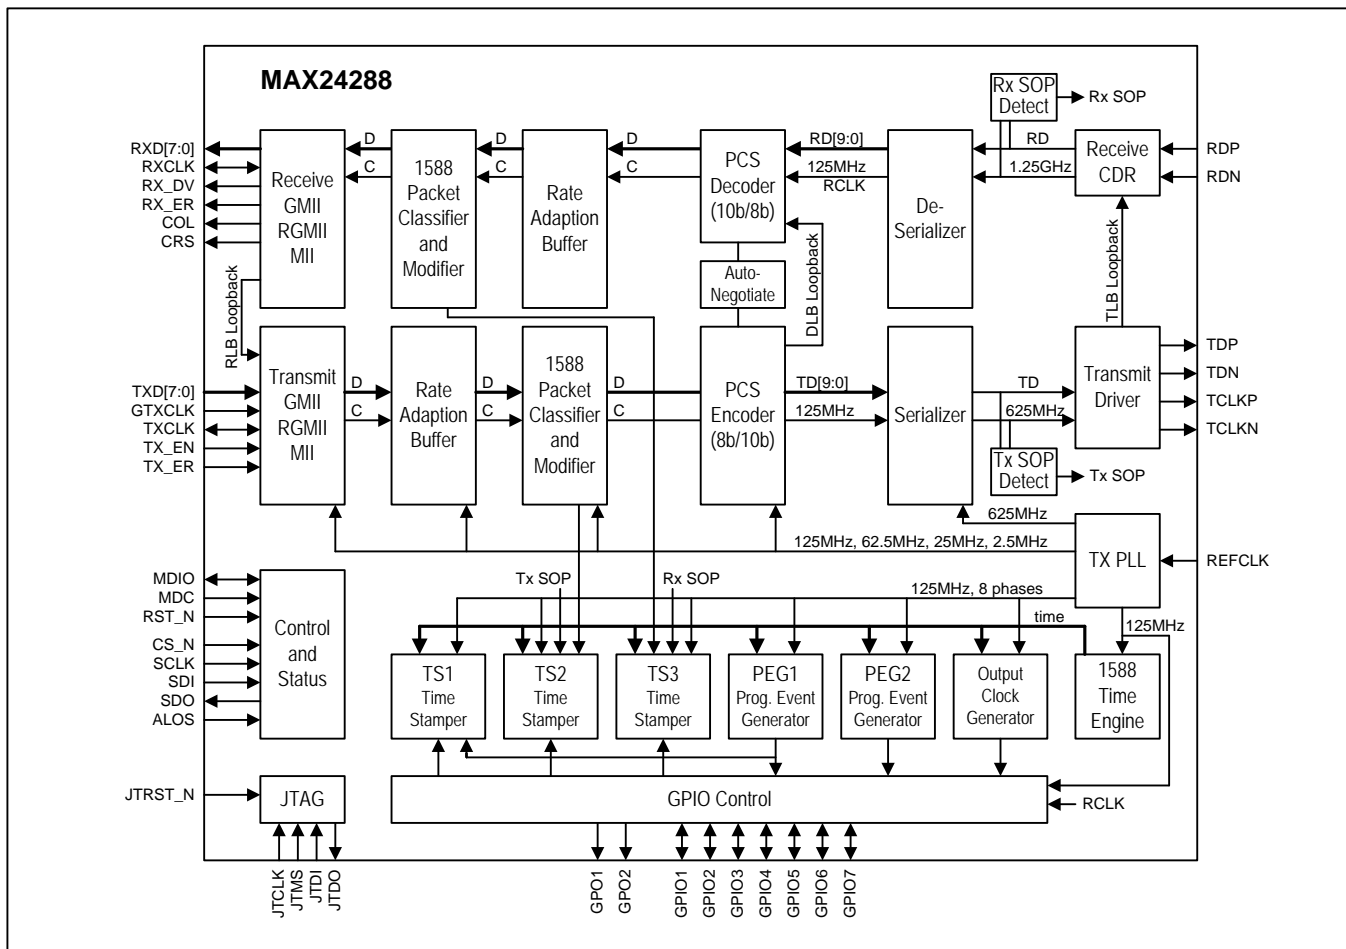 MAX24288
Rx SOP
Detect
Rx SOP
RXD[7:0]
RXCLK
RX_DV
RX_ER
COL
CRS
Receive
GMII
RGMII
MII
D
C
1588
Packet
Classifier
and
Modifier
D
C
Rate
Adaption
Buffer
D
C
PCS
Decoder
(10b/8b)
RD[9:0]
125MHz
RCLK
De-
Serializer
RD
1.25GHz
Receive
CDR
RDP
RDN
Auto-
Negotiate
RLB Loopback
DLB Loopback
TLB Loopback
TXD[7:0]
GTXCLK
TXCLK
TX_EN
TX_ER
Transmit
GMII
RGMII
MII
D
C
Rate
Adaption
Buffer
D
C
1588
Packet
Classifier
and
Modifier
D
C
PCS
Encoder
(8b/10b)
TD[9:0]
125MHz
Serializer
TD
625MHz
Transmit
Driver
TDP
TDN
TCLKP
TCLKN
Tx SOP
Detect
Tx SOP
625MHz
125MHz, 62.5MHz, 25MHz, 2.5MHz
TX PLL
REFCLK
MDIO
MDC
RST_N
CS_N
SCLK
SDI
SDO
ALOS
Control
and
Status
Tx SOP
Rx SOP
125MHz, 8 phases
time
125MHz
TS1
Time
Stamper
TS2
Time
Stamper
TS3
Time
Stamper
PEG1
Prog. Event
Generator
PEG2
Prog. Event
Generator
Output
Clock
Generator
1588
Time
Engine
JTRST_N
JTAG
GPIO Control
RCLK
JTCLK
JTMS
JTDI
JTDO
GPO1
GPO2
GPIO1
GPIO2
GPIO3
GPIO4
GPIO5
GPIO6
GPIO7